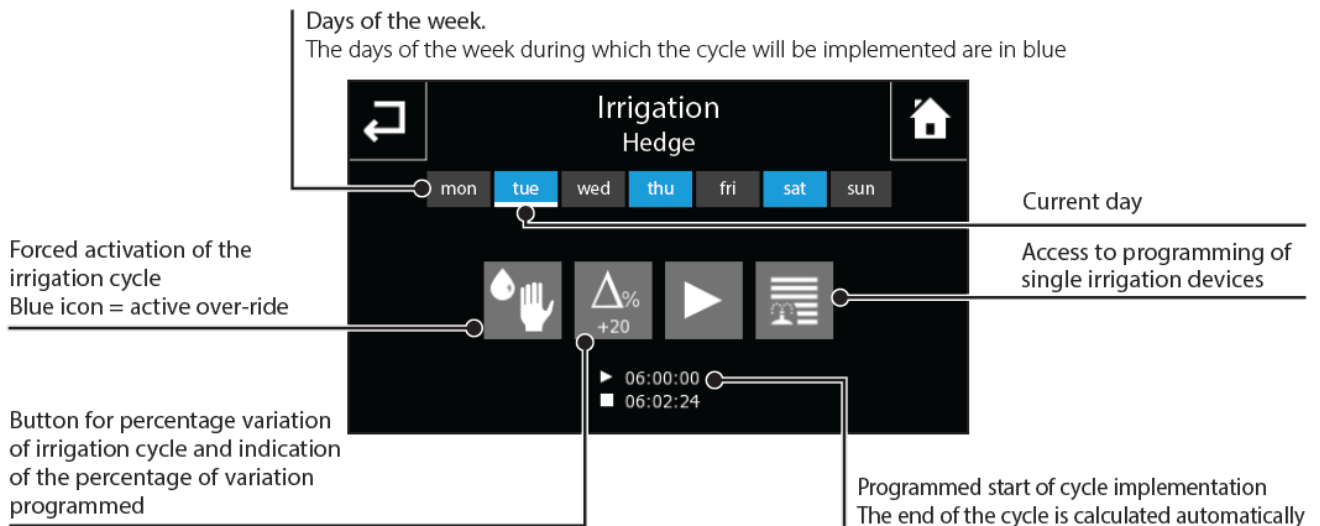 Days of the week.
The days of the week during which the cycle will be implemented are in blue
Irrigation
Hedge
mon tue wed thu fri sat sun
Current day
Forced activation of the
irrigation cycle
Blue icon = active over-ride
Access to programming of
single irrigation devices
Δ%
+20
06:00:00
06:02:24
Button for percentage variation
of irrigation cycle and indication
of the percentage of variation
programmed
Programmed start of cycle implementation
The end of the cycle is calculated automatically